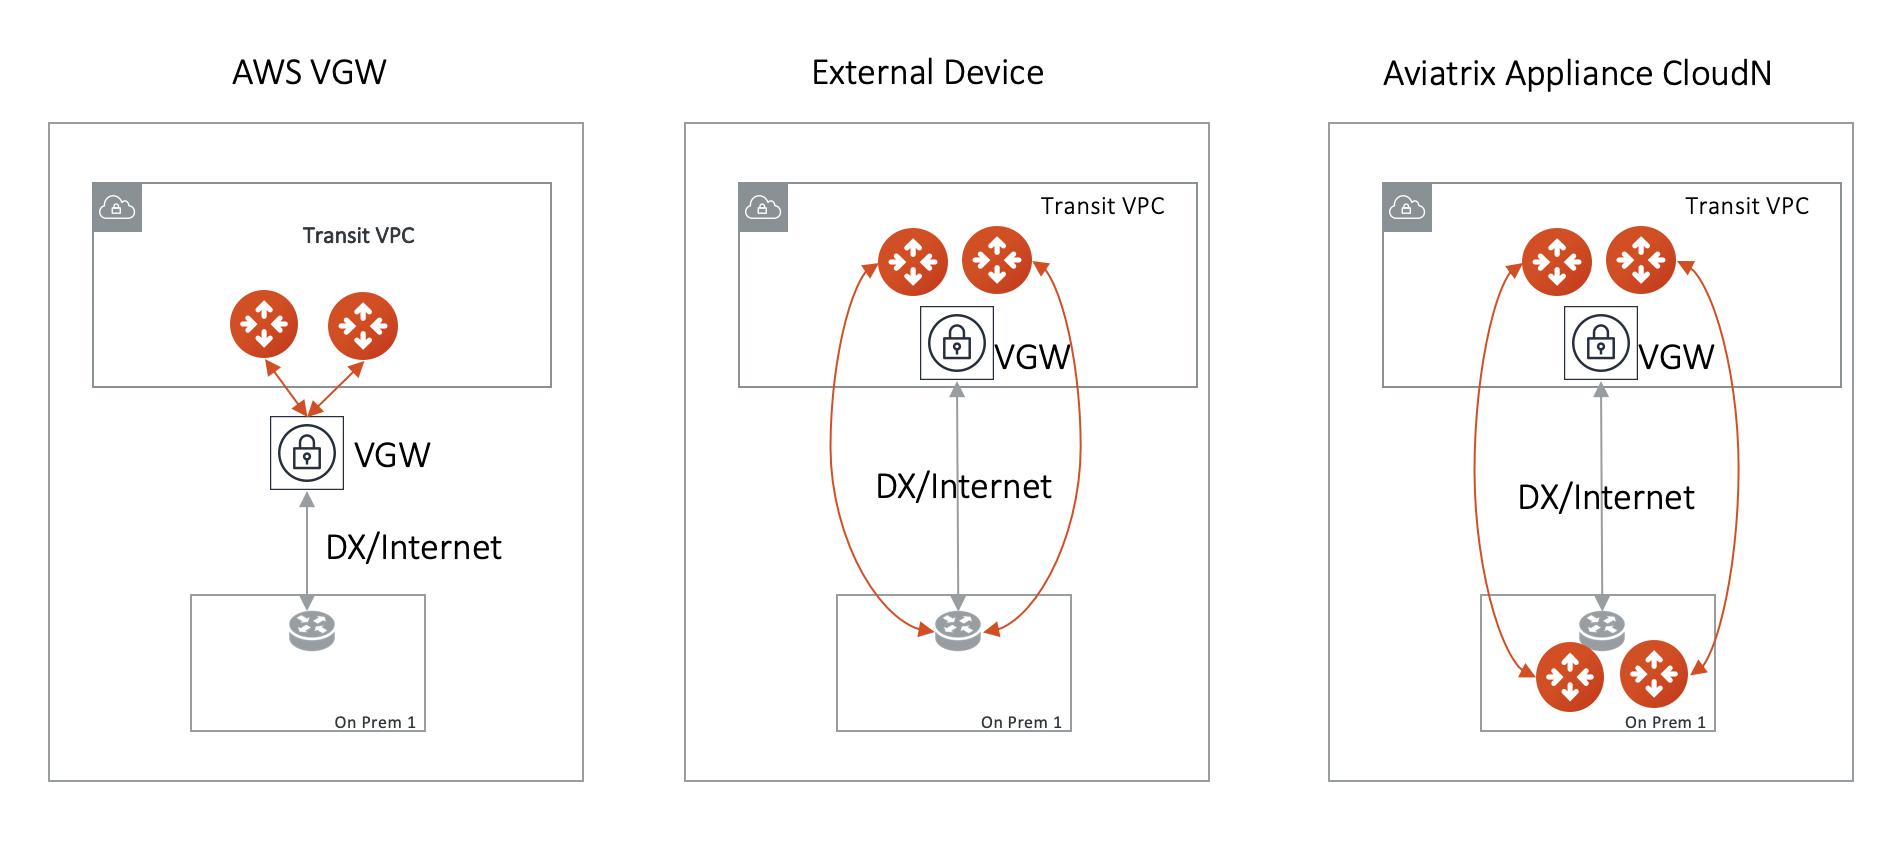 AWS VGW
Transit VPC
VGW
DX/Internet
On Prem 1
External Device
Transit VPC
VGW
DX/Internet
On Prem 1
Aviatrix Appliance CloudN
Transit VPC
VGW
DX/Internet
On Prem 1